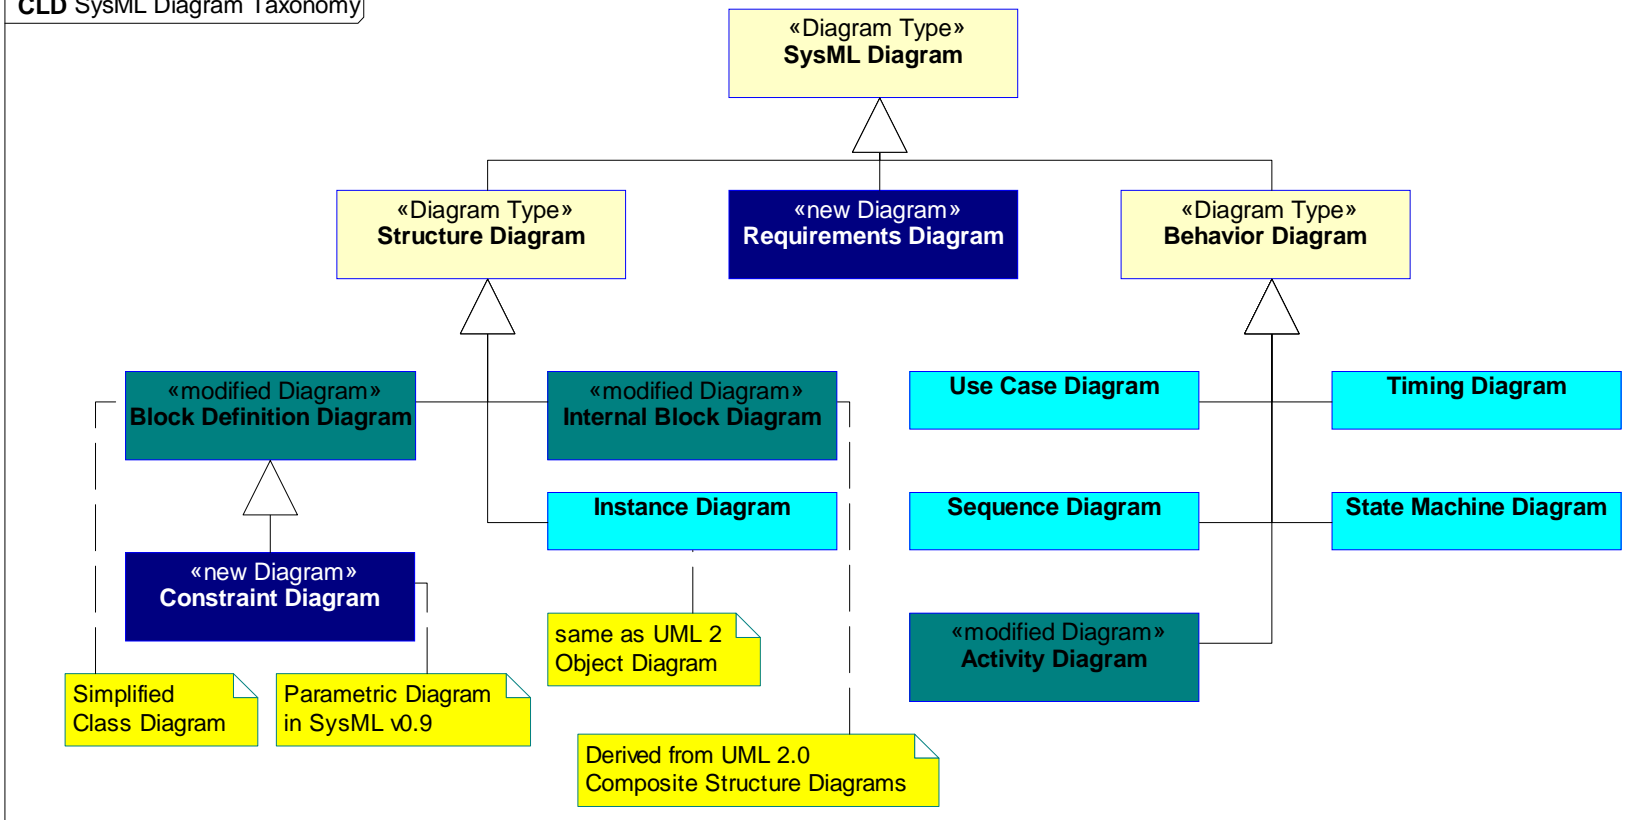 CLD SysML Diagram Taxonomy
«Diagram Type»
SysML Diagram
«Diagram Type»
Structure Diagram
«new Diagram»
Requirements Diagram
«Diagram Type»
Behavior Diagram
«modified Diagram»
Block Definition Diagram
«modified Diagram»
Internal Block Diagram
Use Case Diagram
Timing Diagram
Instance Diagram
Sequence Diagram
State Machine Diagram
«new Diagram»
Constraint Diagram
same as UML 2
Object Diagram
«modified Diagram»
Activity Diagram
Simplified
Class Diagram
Parametric Diagram
in SysML v0.9
Derived from UML 2.0
Composite Structure Diagrams